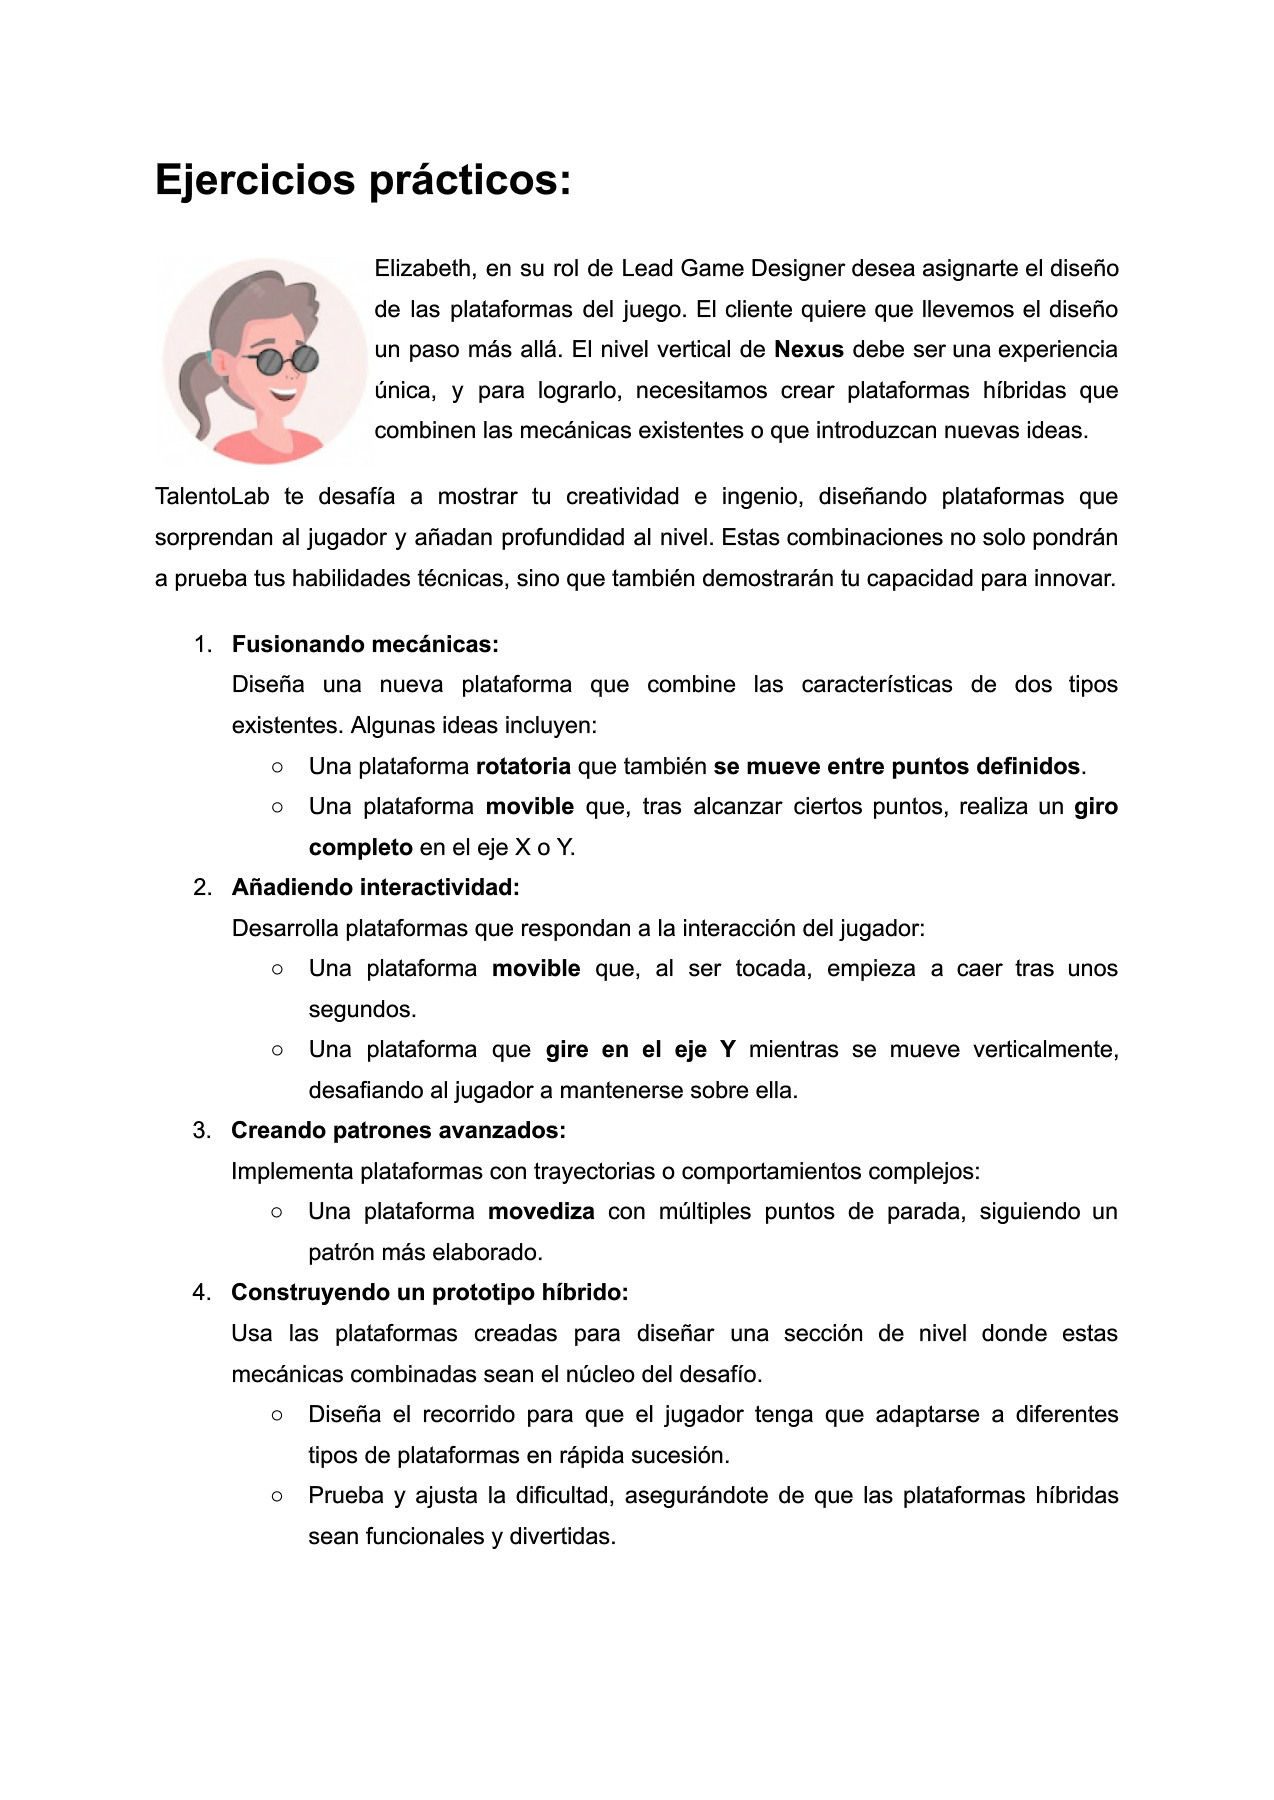 Ejercicios prácticos:
Elizabeth, en su rol de Lead Game Designer desea asignarte el diseño
de las plataformas del juego. El cliente quiere que llevemos el diseño
un paso más allá. El nivel vertical de Nexus debe ser una experiencia
única, y para lograrlo, necesitamos crear plataformas híbridas que
combinen las mecánicas existentes o que introduzcan nuevas ideas.
TalentoLab te desafía a mostrar tu creatividad e ingenio, diseñando plataformas que
sorprendan al jugador y añadan profundidad al nivel. Estas combinaciones no solo pondrán
a prueba tus habilidades técnicas, sino que también demostrarán tu capacidad para innovar.
1. Fusionando mecánicas:
Diseña una nueva plataforma que combine las características de dos tipos
existentes. Algunas ideas incluyen:
○ Una plataforma rotatoria que también se mueve entre puntos definidos.
○ Una plataforma movible que, tras alcanzar ciertos puntos, realiza un giro
completo en el eje X o Y.
2. Añadiendo interactividad:
Desarrolla plataformas que respondan a la interacción del jugador:
○ Una plataforma movible que, al ser tocada, empieza a caer tras unos
segundos.
○ Una plataforma que gire en el eje Y mientras se mueve verticalmente,
desafiando al jugador a mantenerse sobre ella.
3. Creando patrones avanzados:
Implementa plataformas con trayectorias o comportamientos complejos:
○ Una plataforma movediza con múltiples puntos de parada, siguiendo un
patrón más elaborado.
4. Construyendo un prototipo híbrido:
Usa las plataformas creadas para diseñar una sección de nivel donde estas
mecánicas combinadas sean el núcleo del desafío.
○ Diseña el recorrido para que el jugador tenga que adaptarse a diferentes
tipos de plataformas en rápida sucesión.
○ Prueba y ajusta la dificultad, asegurándote de que las plataformas híbridas
sean funcionales y divertidas.